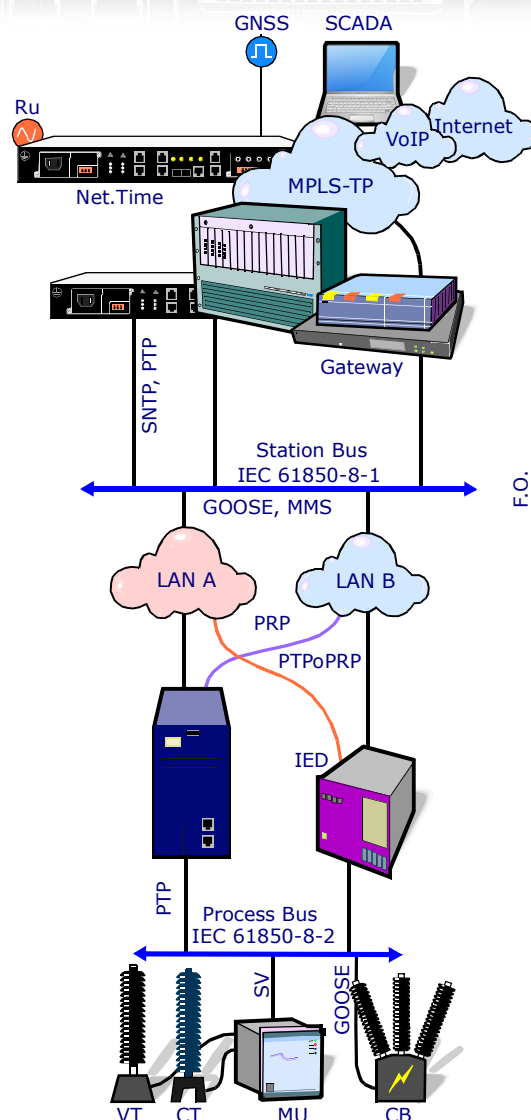 GNSS
SCADA
Ru
Internet
VoIP
MPLS-TP
Net.Time
Gateway
SNTP, PTP
Station Bus
IEC 61850-8-1
F.O.
GOOSE, MMS
LAN A
LAN B
PRP
PTPoPRP
IED
PTP
Process Bus
IEC 61850-8-2
SV
GOOSE
VT
CT
MU
CB